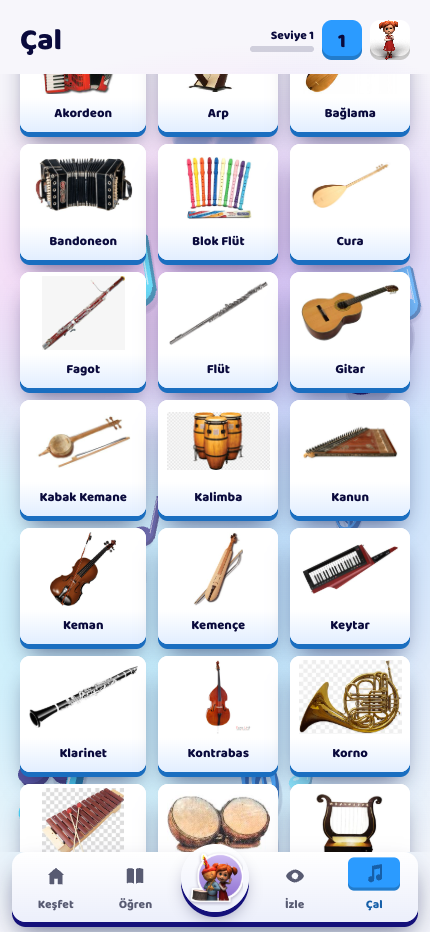 Çal
Seviye 1
1
Akordeon
Arp
Bağlama
Bandoneon
Blok Flüt
Cura
Fagot
Flüt
Gitar
Kabak Kemane
Kalimba
Kanun
Keman
Kemençe
Keytar
Klarinet
Kontrabas
Korno
Keşfet
Öğren
İzle
Çal